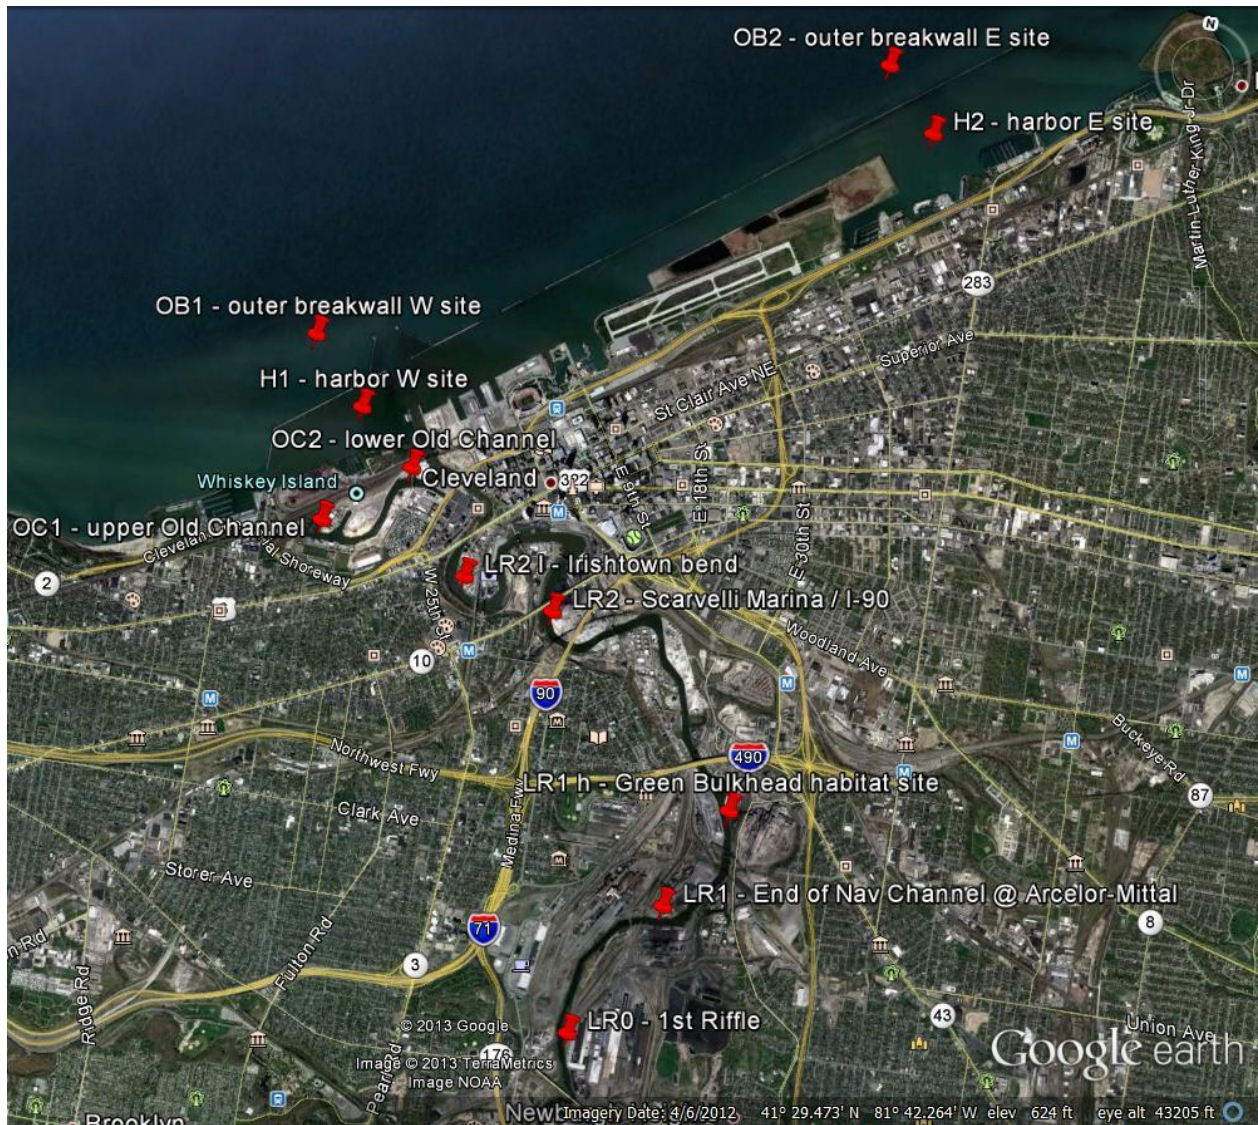 N
OB2 - outer breakwall E site
H2 - harbor E site
Martin-Luther-King-Jr-Dr
283
OB1 - outer breakwall W site
Superior Ave
H1 - harbor W site
St Clair Ave NE
OC2 - lower Old Channel
Whiskey Island
Cleveland
322
E 9th St
E 18th St
E 30th St
OC1 - upper Old Channel
Shoreway
2
W 25th St
LR2 I - Irishtown bend
LR2 - Scarvelli Marina / I-90
Woodland Ave
10
90
Buckeye Rd
Northwest Fwy
490
LR1 h - Green Bulkhead habitat site
87
Clark Ave
Medina Fwy
Storer Ave
LR1 - End of Nav Channel @ Arcelor-Mittal
71
8
Fulton Rd
3
Ridge Rd
LR0 - 1st Riffle
43
Union Ave
© 2013 Google
Google earth
176
Image © 2013 TerraMetrics
Image NOAA
Pearl Rd
Imagery Date: 4/6/2012 41° 29.473' N 81° 42.264' W elev 624 ft eye alt 43205 ft
Brooklyn